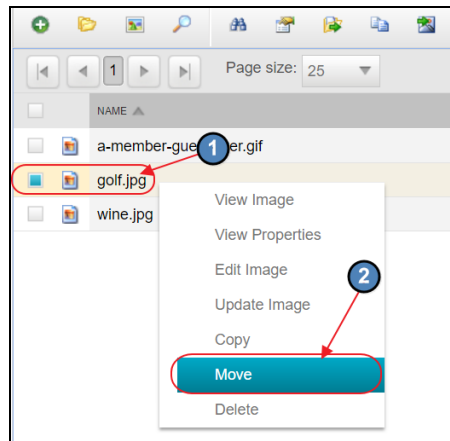 1
Page size: 25
NAME
a-member-gue er.gif
1
golf.jpg
wine.jpg
View Image
View Properties
Edit Image
2
Update Image
Copy
Move
Delete